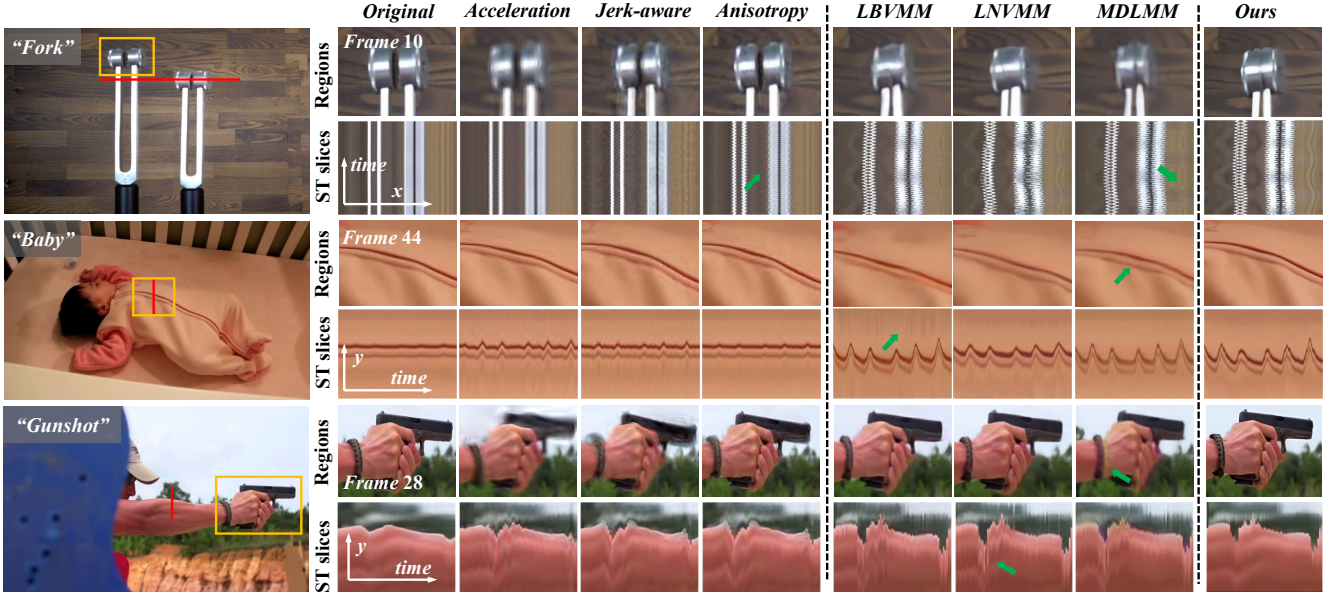 Original Acceleration Jerk-aware Anisotropy LBVMM LNVMM MDLMM Ours
"Fork"
Regions
Frame 10
ST slices
time
x
"Baby"
Regions
Frame 44
ST slices
y
time
"Gunshot"
Regions
Frame 28
ST slices
y
time